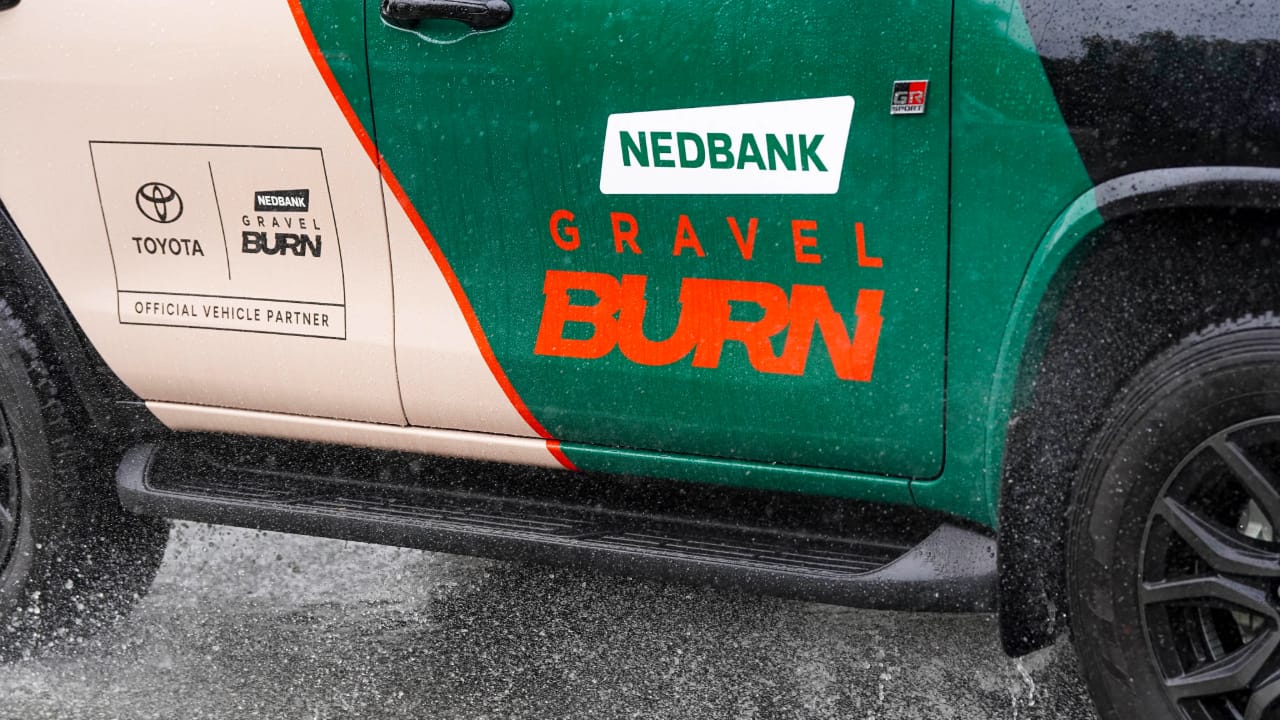 TOYOTA
NEDBANK
GRAVEL
BURN
OFFICIAL VEHICLE PARTNER
NEDBANK
GRAVEL
BURN
GR
SPORT